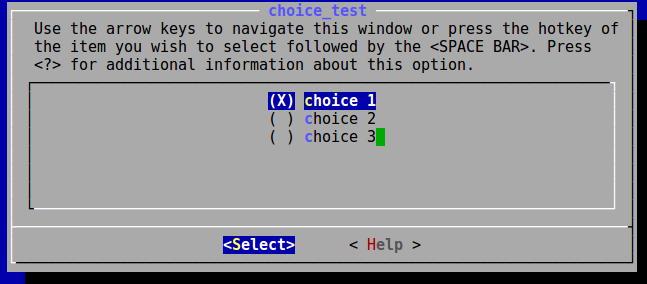 choice_test
Use the arrow keys to navigate this window or press the hotkey of
the item you wish to select followed by the <SPACE BAR>. Press
<?> for additional information about this option.
(X) choice 1
( ) choice 2
( ) choice 3
<Select> < Help >